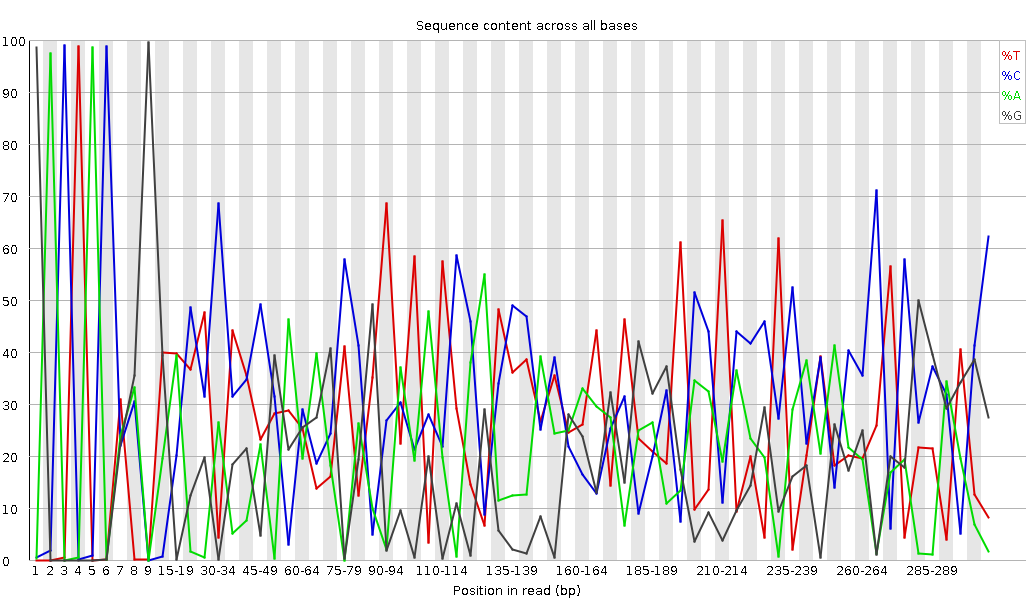 Sequence content across all bases
100
90
80
70
60
50
40
30
20
10
0
%T
%C
%A
%G
1 2 3 4 5 6 7 8 9 15-19 30-34 45-49 60-64 75-79 90-94 110-114 135-139 160-164 185-189 210-214 235-239 260-264 285-289
Position in read (bp)